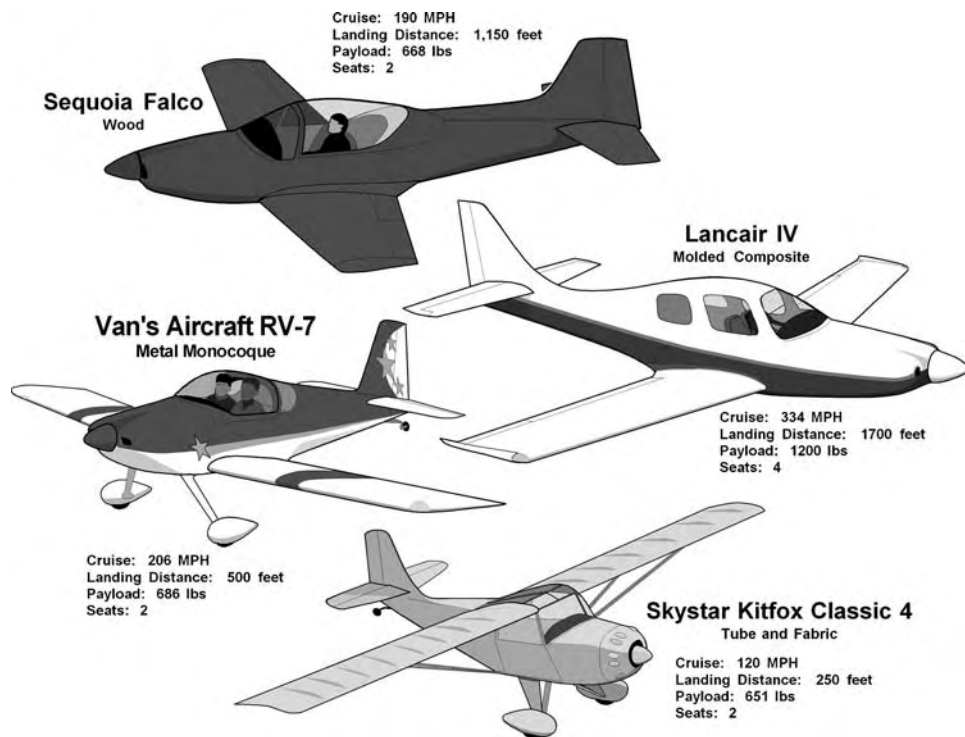 Cruise: 190 MPH
Landing Distance: 1,150 feet
Payload: 668 lbs
Seats: 2
Sequoia Falco
Wood
Lancair IV
Molded Composite
Cruise: 334 MPH
Landing Distance: 1700 feet
Payload: 1200 lbs
Seats: 4
Van's Aircraft RV-7
Metal Monocoque
Cruise: 206 MPH
Landing Distance: 500 feet
Payload: 686 lbs
Seats: 2
Skystar Kitfox Classic 4
Tube and Fabric
Cruise: 120 MPH
Landing Distance: 250 feet
Payload: 651 lbs
Seats: 2